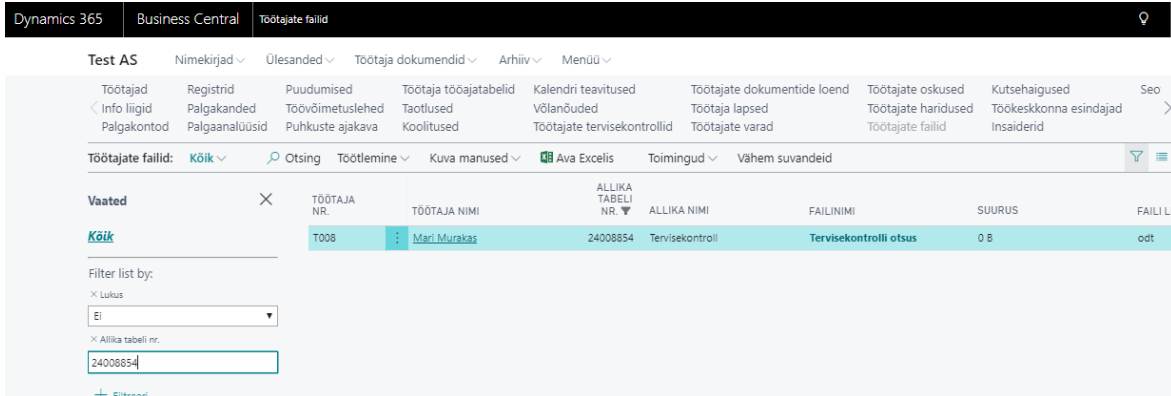 Dynamics 365 Business Central Töötajate failid
Test AS Nimekirjad Ülesanded Töötaja dokumendid Arhiiv Menüü
Töötajad Registrid Puudumised Töötaja tööajatabelid Kalendri teavitused Töötajate dokumentide loend Töötajate oskused Kutsehaigused Seo
Info liigid Palgakanded Töövõimetuslehed Taotlused Võlanõuded Töötaja lapsed Töötajate haridused Töökeskkonna esindajad
Palgakontod Palgaanalüüsid Puhkuste ajakava Koolitused Töötajate tervisekontrollid Töötajate varad Töötajate failid Insaiderid
Töötajate failid: Kõik Otsing Töötlemine Kuva manused Ava Excelis Toimingud Vähem suvandeid
Vaated
Kõik
Filter list by:
× Lukus
Ei
× Allika tabeli nr.
24008854
+ Filtreeri
TÖÖTAJA NR. TÖÖTAJA NIMI ALLIKA TABELI NR. ALLIKA NIMI FAILINIMI SUURUS FAILI L
T008 Mari Murakas 24008854 Tervisekontroll Tervisekontrolli otsus 0 B odt